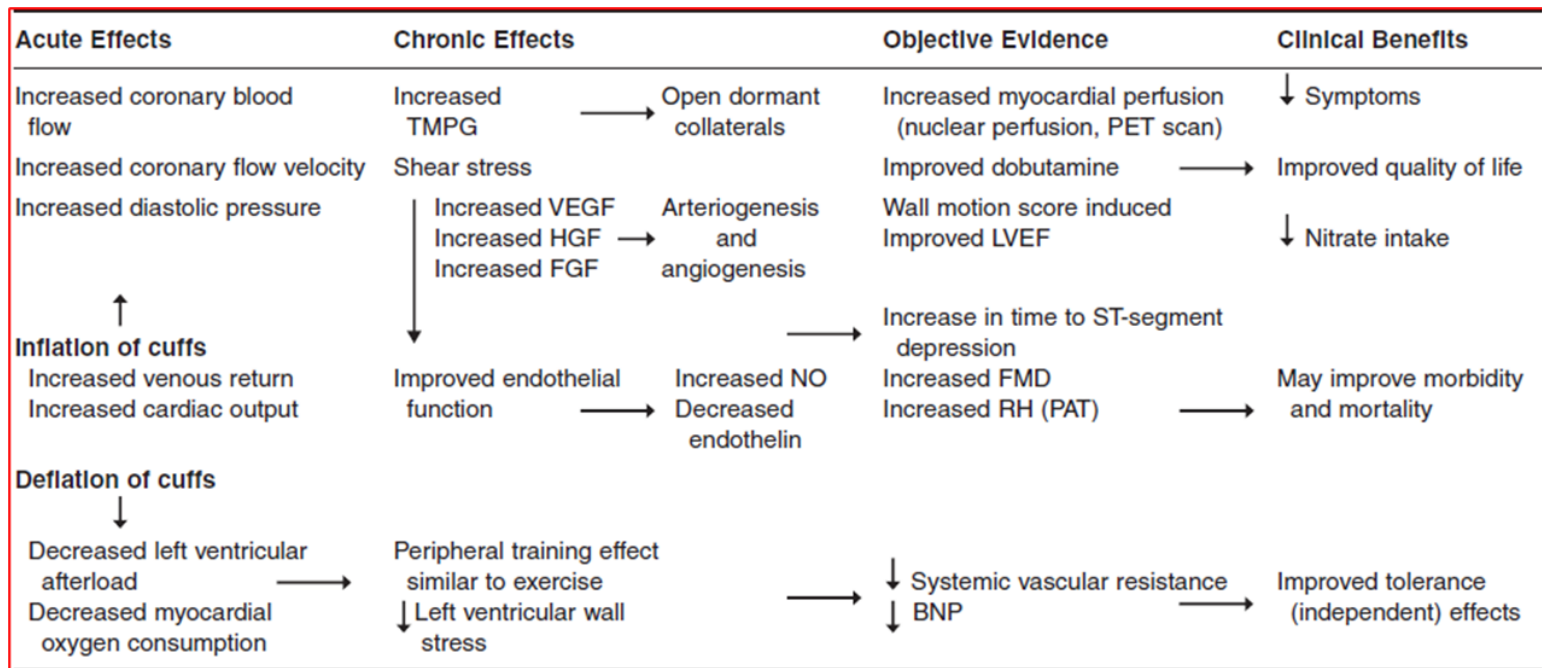 Acute Effects Chronic Effects Objective Evidence Clinical Benefits
Increased coronary blood Increased Open dormant Increased myocardial perfusion ↓ Symptoms
flow TMPG → collaterals (nuclear perfusion, PET scan)
Increased coronary flow velocity Shear stress Improved dobutamine → Improved quality of life
Increased diastolic pressure Increased VEGF Arteriogenesis Wall motion score induced
Increased HGF → and Improved LVEF ↓ Nitrate intake
Increased FGF angiogenesis
↑ ↓ → Increase in time to ST-segment
Inflation of cuffs depression
Increased venous return Improved endothelial Increased NO Increased FMD May improve morbidity
Increased cardiac output function → Decreased Increased RH (PAT) → and mortality
endothelin
Deflation of cuffs
↓
Decreased left ventricular Peripheral training effect
afterload → similar to exercise → ↓ Systemic vascular resistance Improved tolerance
Decreased myocardial ↓ Left ventricular wall ↓ BNP → (independent) effects
oxygen consumption stress